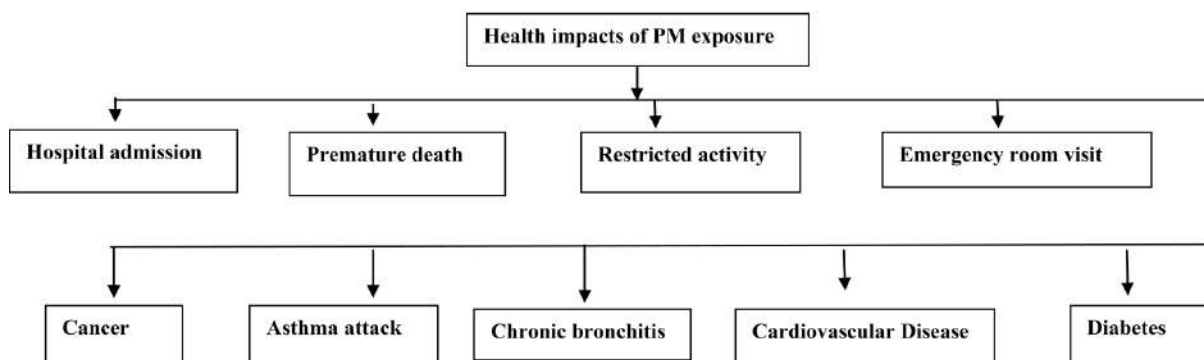 Health impacts of PM exposure
Hospital admission
Premature death
Restricted activity
Emergency room visit
Cancer
Asthma attack
Chronic bronchitis
Cardiovascular Disease
Diabetes